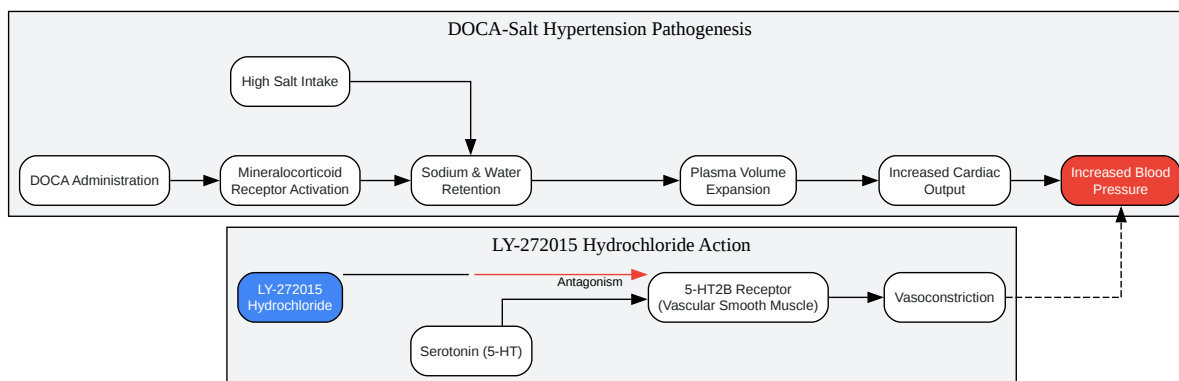 DOCA-Salt Hypertension Pathogenesis
High Salt Intake
DOCA Administration
Mineralocorticoid
Receptor Activation
Sodium & Water
Retention
Plasma Volume
Expansion
Increased Cardiac
Output
Increased Blood
Pressure
LY-272015 Hydrochloride Action
LY-272015
Hydrochloride
Antagonism
5-HT2B Receptor
(Vascular Smooth Muscle)
Vasoconstriction
Serotonin (5-HT)